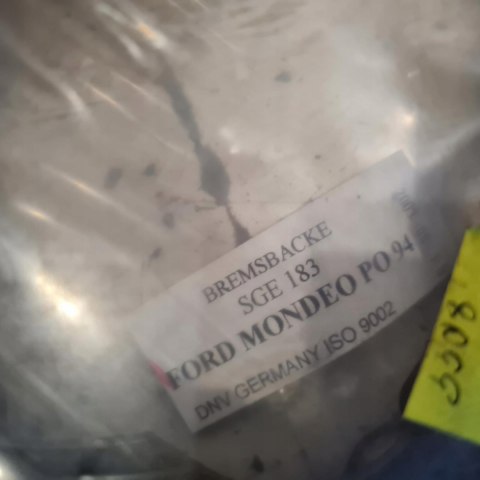 BREMSBACKE
SGE 183
FORD MONDEO PO 94
DNV GERMANY ISO 9002